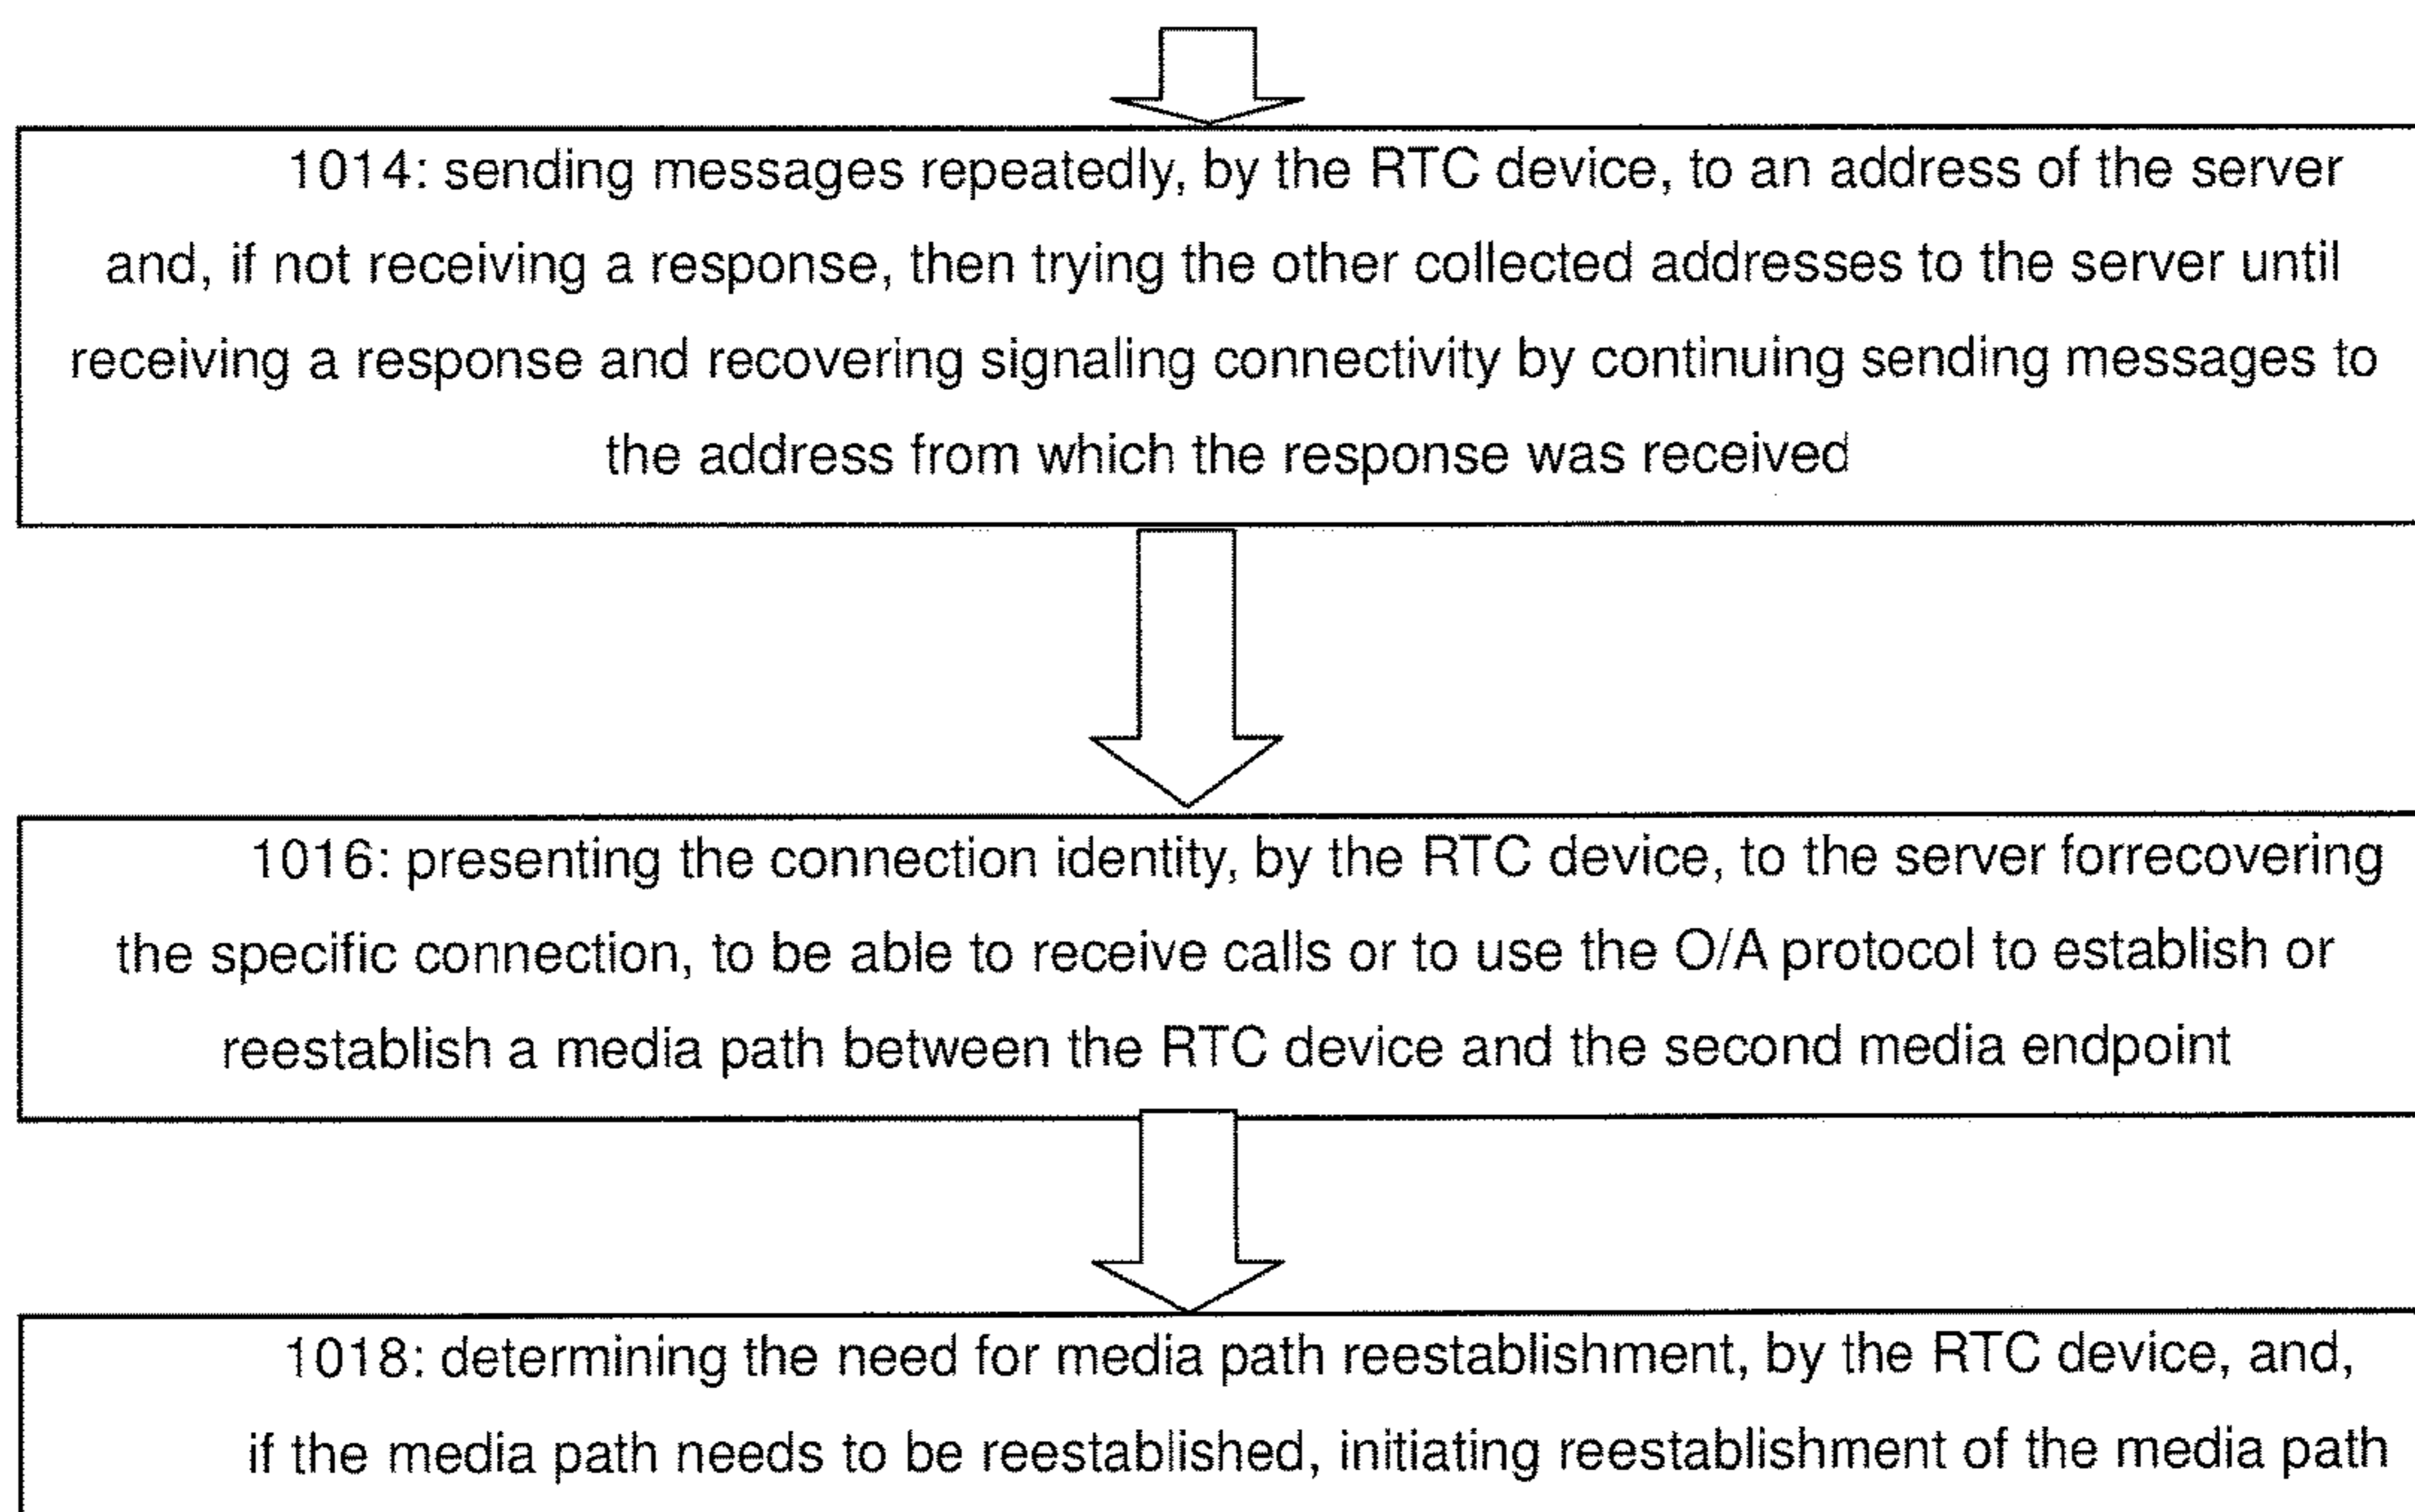 1014: sending messages repeatedly, by the RTC device, to an address of the server
and, if not receiving a response, then trying the other collected addresses to the server until
receiving a response and recovering signaling connectivity by continuing sending messages to
the address from which the response was received
1016: presenting the connection identity, by the RTC device, to the server forrecovering
the specific connection, to be able to receive calls or to use the O/A protocol to establish or
reestablish a media path between the RTC device and the second media endpoint
1018: determining the need for media path reestablishment, by the RTC device, and,
if the media path needs to be reestablished, initiating reestablishment of the media path